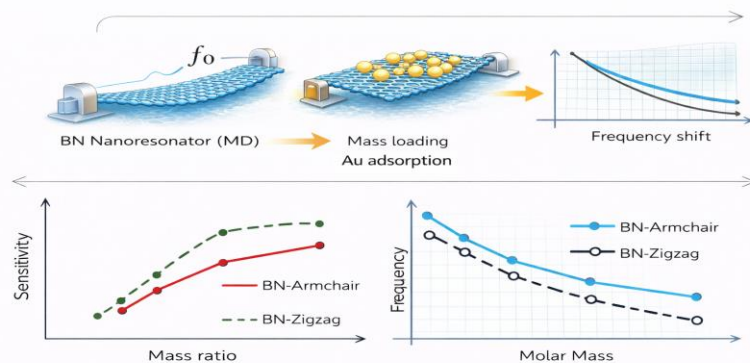 f₀
BN Nanoresonator (MD)
Mass loading
Au adsorption
Frequency shift
Sensitivity
BN-Armchair
BN-Zigzag
Mass ratio
Frequency
BN-Armchair
BN-Zigzag
Molar Mass